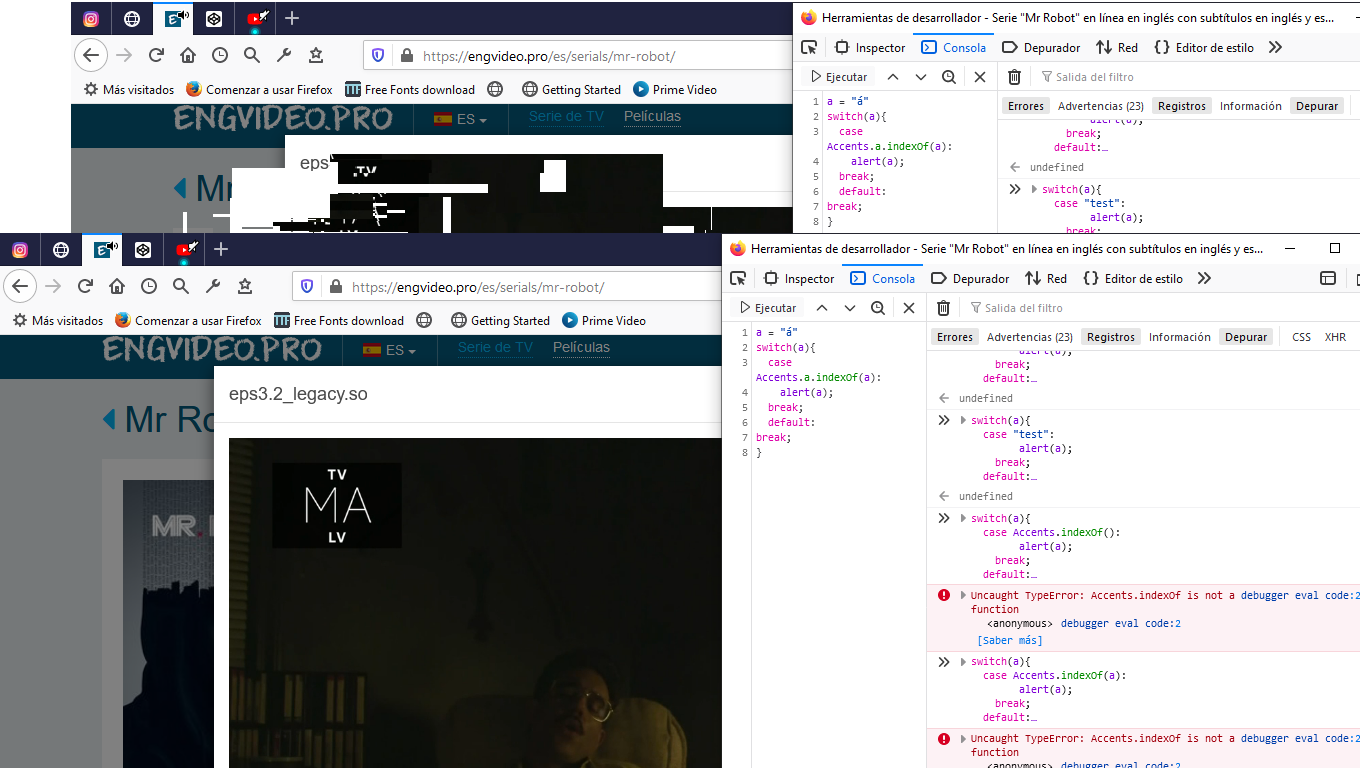 Herramientas de desarrollador - Serie "Mr Robot" en línea en inglés con subtítulos en inglés y es...
Inspector Consola Depurador Red Editor de estilo
https://engvideo.pro/es/serials/mr-robot/
Ejecutar Salida del filtro
Más visitados Comenzar a usar Firefox Free Fonts download Getting Started Prime Video
Errores Advertencias (23) Registros Información Depurar
ENGVIDEO.PRO ES Serie de TV Películas
1 a = "á"
2 switch(a){
3 case
Accents.a.indexOf(a):
4 alert(a);
5 break;
6 default:
7 break;
8 }
alert(a);
break;
default:…
undefined
switch(a){
case "test":
alert(a);
break;
eps
.TV
Mr
Herramientas de desarrollador - Serie "Mr Robot" en línea en inglés con subtítulos en inglés y es...
Inspector Consola Depurador Red Editor de estilo
https://engvideo.pro/es/serials/mr-robot/
Ejecutar Salida del filtro
Más visitados Comenzar a usar Firefox Free Fonts download Getting Started Prime Video
Errores Advertencias (23) Registros Información Depurar CSS XHR
ENGVIDEO.PRO ES Serie de TV Películas
eps3.2_legacy.so
Mr Ro
MR.
TV
MA
LV
1 a = "á"
2 switch(a){
3 case
Accents.a.indexOf(a):
4 alert(a);
5 break;
6 default:
7 break;
8 }
alert(a);
break;
default:…
undefined
switch(a){
case "test":
alert(a);
break;
default:…
undefined
switch(a){
case Accents.indexOf():
alert(a);
break;
default:…
Uncaught TypeError: Accents.indexOf is not a debugger eval code:2
function
<anonymous> debugger eval code:2
[Saber más]
switch(a){
case Accents.indexOf(a):
alert(a);
break;
default:…
Uncaught TypeError: Accents.indexOf is not a debugger eval code:2
function
<anonymous> debugger eval code:2